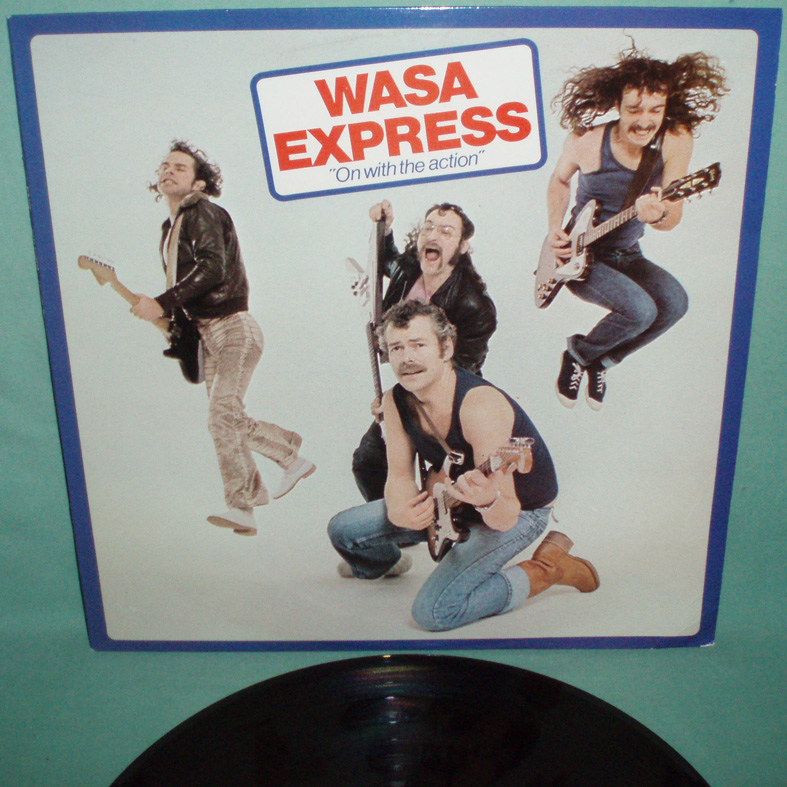 WASA
EXPRESS
"On with the action"